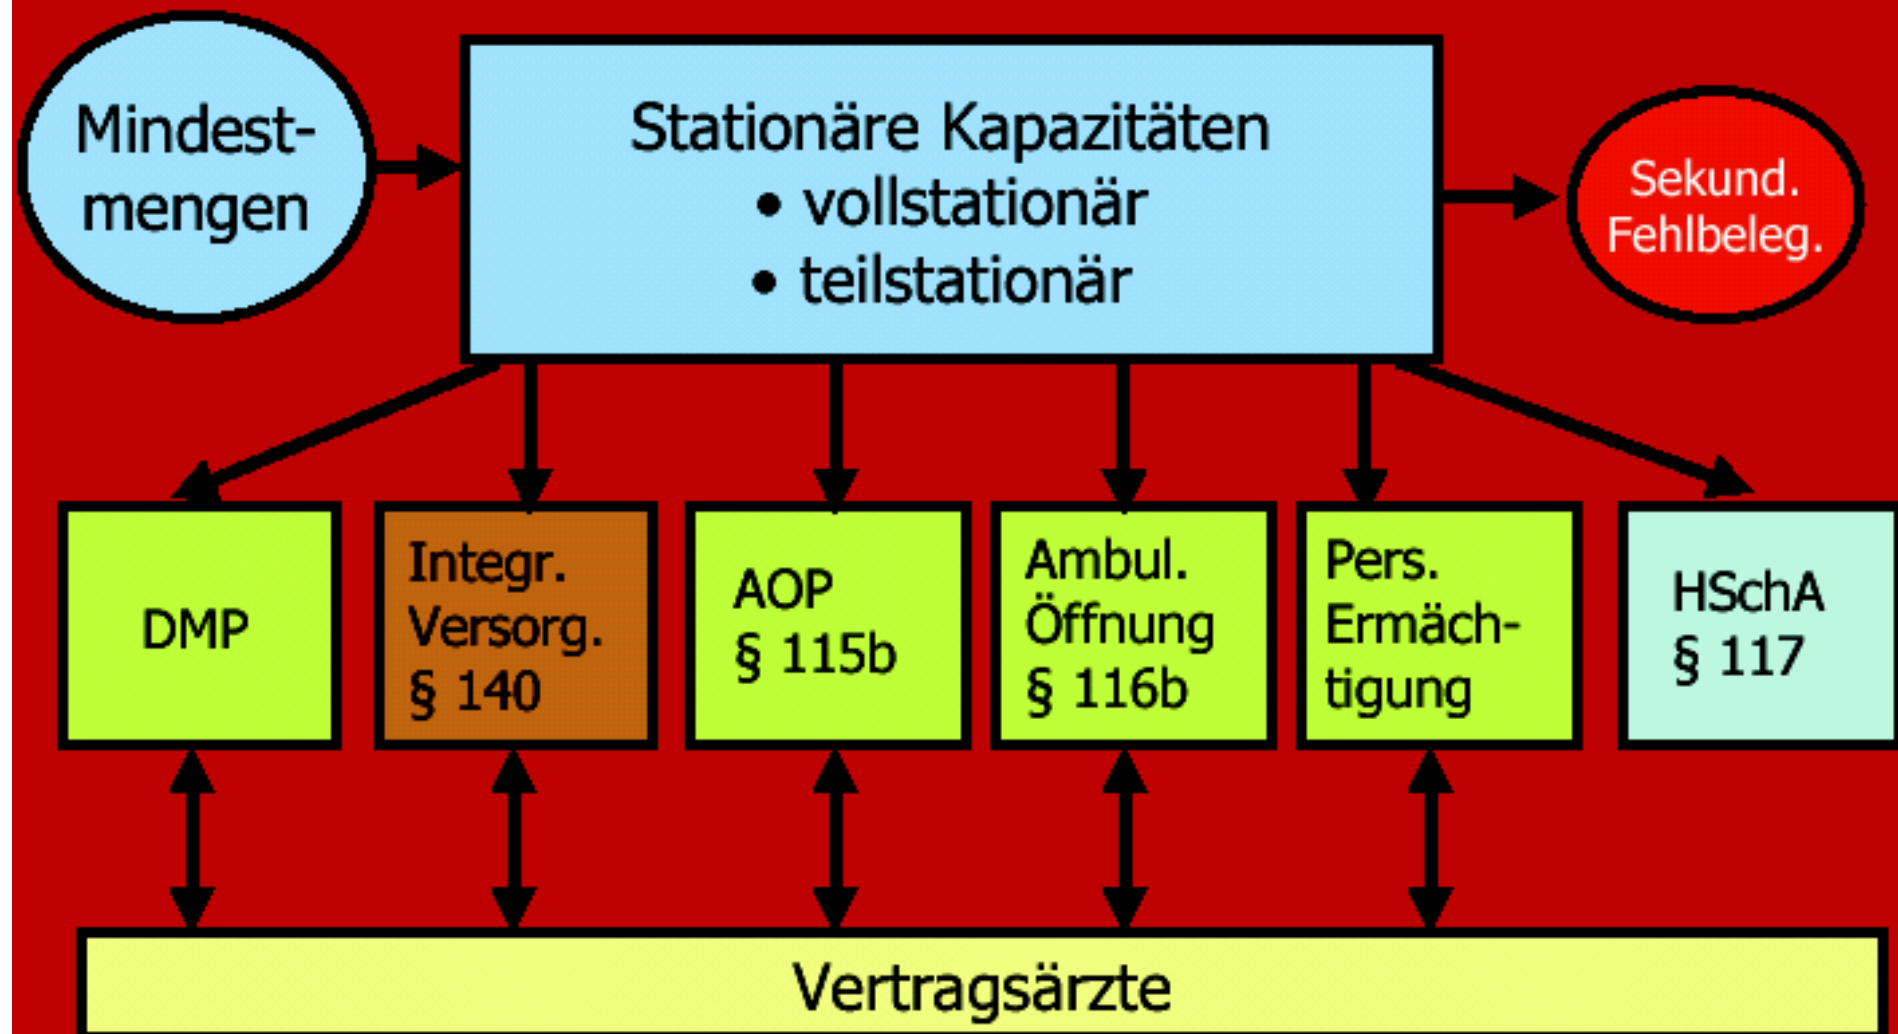 Mindest-
mengen
Stationäre Kapazitäten
• vollstationär
• teilstationär
Sekund.
Fehlbeleg.
DMP
Integr.
Versorg.
§ 140
AOP
§ 115b
Ambul.
Öffnung
§ 116b
Pers.
Ermäch-
tigung
HSchA
§ 117
Vertragsärzte